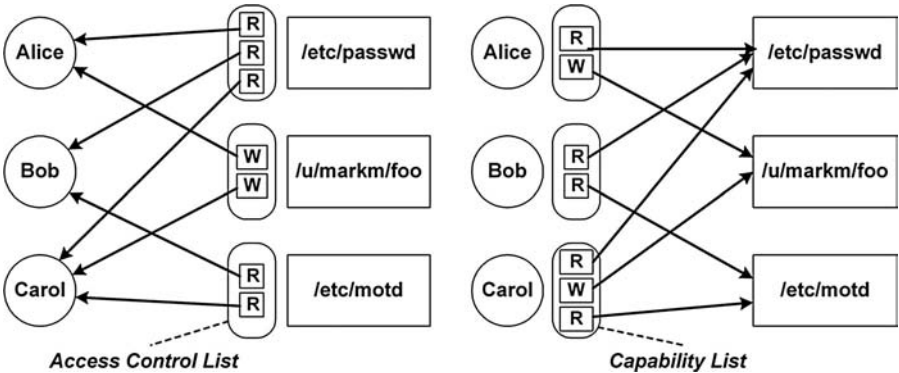 R
Alice
R
/etc/passwd
R
W
Bob
/u/markm/foo
W
R
Carol
/etc/motd
R
Access Control List
R
Alice
/etc/passwd
W
R
Bob
/u/markm/foo
R
R
Carol
W
/etc/motd
R
Capability List